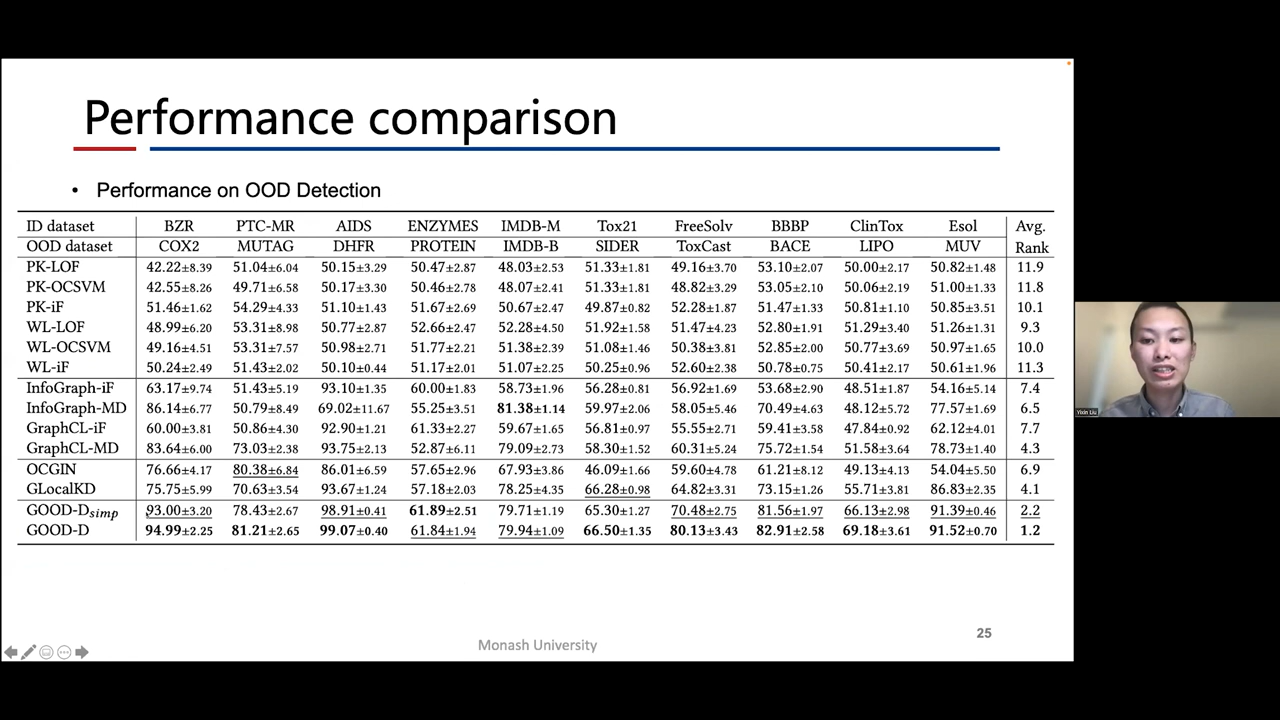 Performance comparison
• Performance on OOD Detection
ID dataset BZR PTC-MR AIDS ENZYMES IMDB-M Tox21 FreeSolv BBBP ClinTox Esol Avg.
OOD dataset COX2 MUTAG DHFR PROTEIN IMDB-B SIDER ToxCast BACE LIPO MUV Rank
PK-LOF 42.22±8.39 51.04±6.04 50.15±3.29 50.47±2.87 48.03±2.53 51.33±1.81 49.16±3.70 53.10±2.07 50.00±2.17 50.82±1.48 11.9
PK-OCSVM 42.55±8.26 49.71±6.58 50.17±3.30 50.46±2.78 48.07±2.41 51.33±1.81 48.82±3.29 53.05±2.10 50.06±2.19 51.00±1.33 11.8
PK-iF 51.46±1.62 54.29±4.33 51.10±1.43 51.67±2.69 50.67±2.47 49.87±0.82 52.28±1.87 51.47±1.33 50.81±1.10 50.85±3.51 10.1
WL-LOF 48.99±6.20 53.31±8.98 50.77±2.87 52.66±2.47 52.28±4.50 51.92±1.58 51.47±4.23 52.80±1.91 51.29±3.40 51.26±1.31 9.3
WL-OCSVM 49.16±4.51 53.31±7.57 50.98±2.71 51.77±2.21 51.38±2.39 51.08±1.46 50.38±3.81 52.85±2.00 50.77±3.69 50.97±1.65 10.0
WL-iF 50.24±2.49 51.43±2.02 50.10±0.44 51.17±2.01 51.07±2.25 50.25±0.96 52.60±2.38 50.78±0.75 50.41±2.17 50.61±1.96 11.3
InfoGraph-iF 63.17±9.74 51.43±5.19 93.10±1.35 60.00±1.83 58.73±1.96 56.28±0.81 56.92±1.69 53.68±2.90 48.51±1.87 54.16±5.14 7.4
InfoGraph-MD 86.14±6.77 50.79±8.49 69.02±11.67 55.25±3.51 81.38±1.14 59.97±2.06 58.05±5.46 70.49±4.63 48.12±5.72 77.57±1.69 6.5
GraphCL-iF 60.00±3.81 50.86±4.30 92.90±1.21 61.33±2.27 59.67±1.65 56.81±0.97 55.55±2.71 59.41±3.58 47.84±0.92 62.12±4.01 7.7
GraphCL-MD 83.64±6.00 73.03±2.38 93.75±2.13 52.87±6.11 79.09±2.73 58.30±1.52 60.31±5.24 75.72±1.54 51.58±3.64 78.73±1.40 4.3
OCGIN 76.66±4.17 80.38±6.84 86.01±6.59 57.65±2.96 67.93±3.86 46.09±1.66 59.60±4.78 61.21±8.12 49.13±4.13 54.04±5.50 6.9
GLocalKD 75.75±5.99 70.63±3.54 93.67±1.24 57.18±2.03 78.25±4.35 66.28±0.98 64.82±3.31 73.15±1.26 55.71±3.81 86.83±2.35 4.1
GOOD-Dsimp 93.00±3.20 78.43±2.67 98.91±0.41 61.89±2.51 79.71±1.19 65.30±1.27 70.48±2.75 81.56±1.97 66.13±2.98 91.39±0.46 2.2
GOOD-D 94.99±2.25 81.21±2.65 99.07±0.40 61.84±1.94 79.94±1.09 66.50±1.35 80.13±3.43 82.91±2.58 69.18±3.61 91.52±0.70 1.2
Monash University
25
Yixin Liu